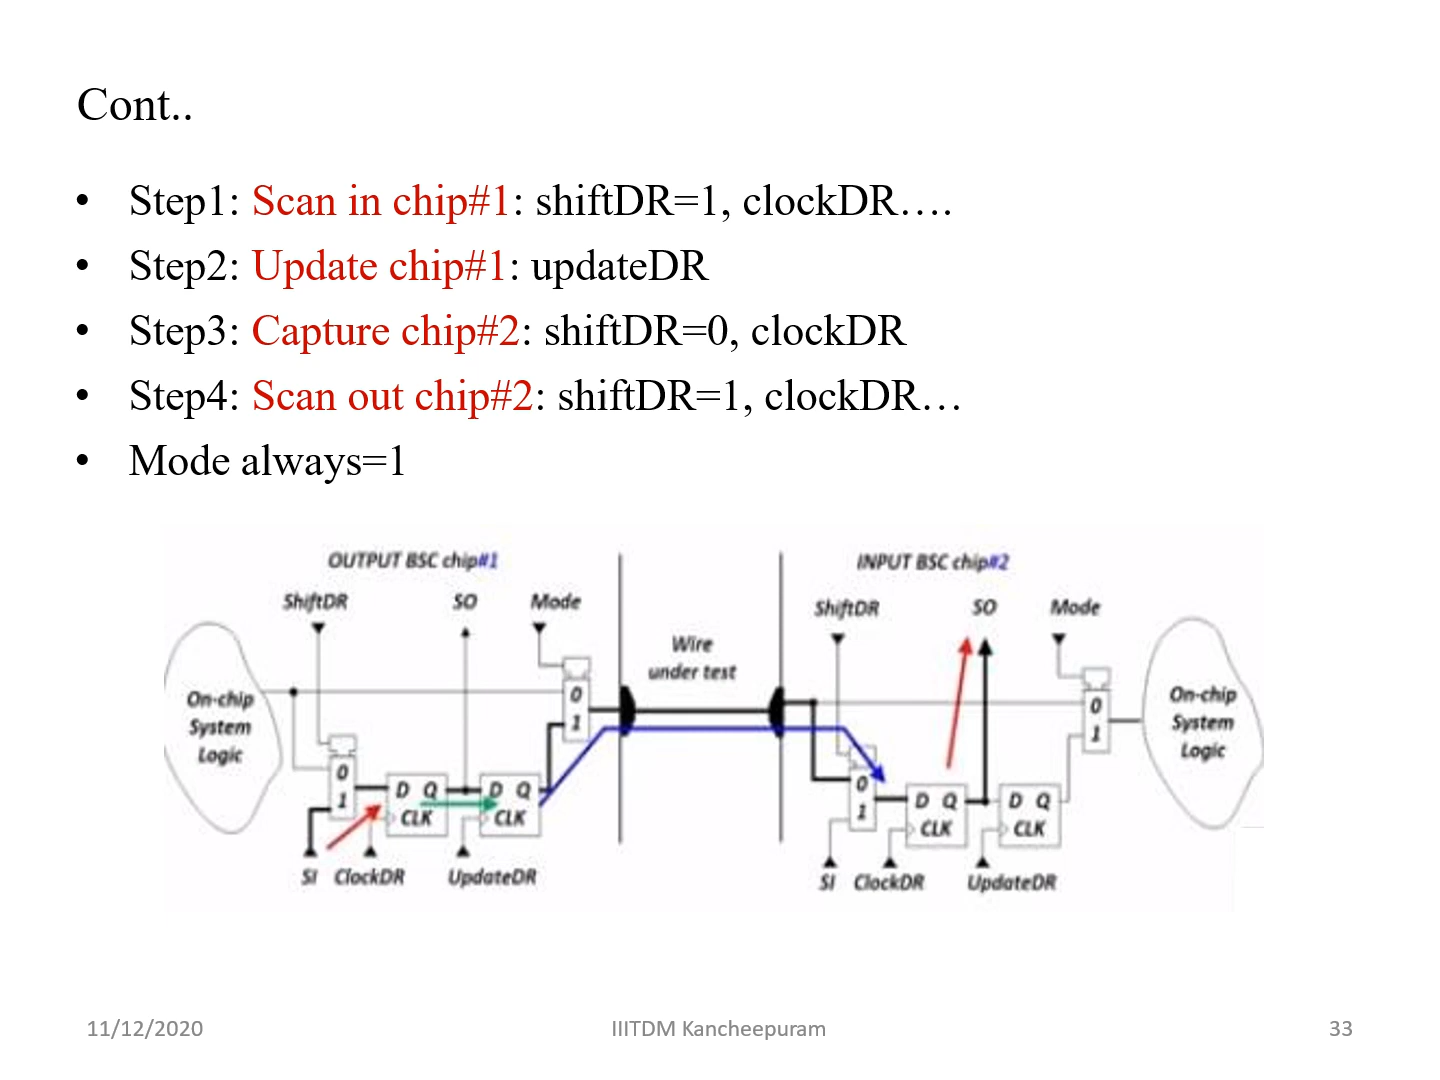 Cont..
• Step1: Scan in chip#1: shiftDR=1, clockDR….
• Step2: Update chip#1: updateDR
• Step3: Capture chip#2: shiftDR=0, clockDR
• Step4: Scan out chip#2: shiftDR=1, clockDR…
• Mode always=1
OUTPUT BSC chip#1
ShiftDR
SO
Mode
On-chip
System
Logic
0
1
0
1
D Q
CLK
D Q
CLK
SI
ClockDR
UpdateDR
Wire
under test
INPUT BSC chip#2
ShiftDR
SO
Mode
0
1
0
1
D Q
CLK
D Q
CLK
SI
ClockDR
UpdateDR
On-chip
System
Logic
11/12/2020
IIITDM Kancheepuram
33